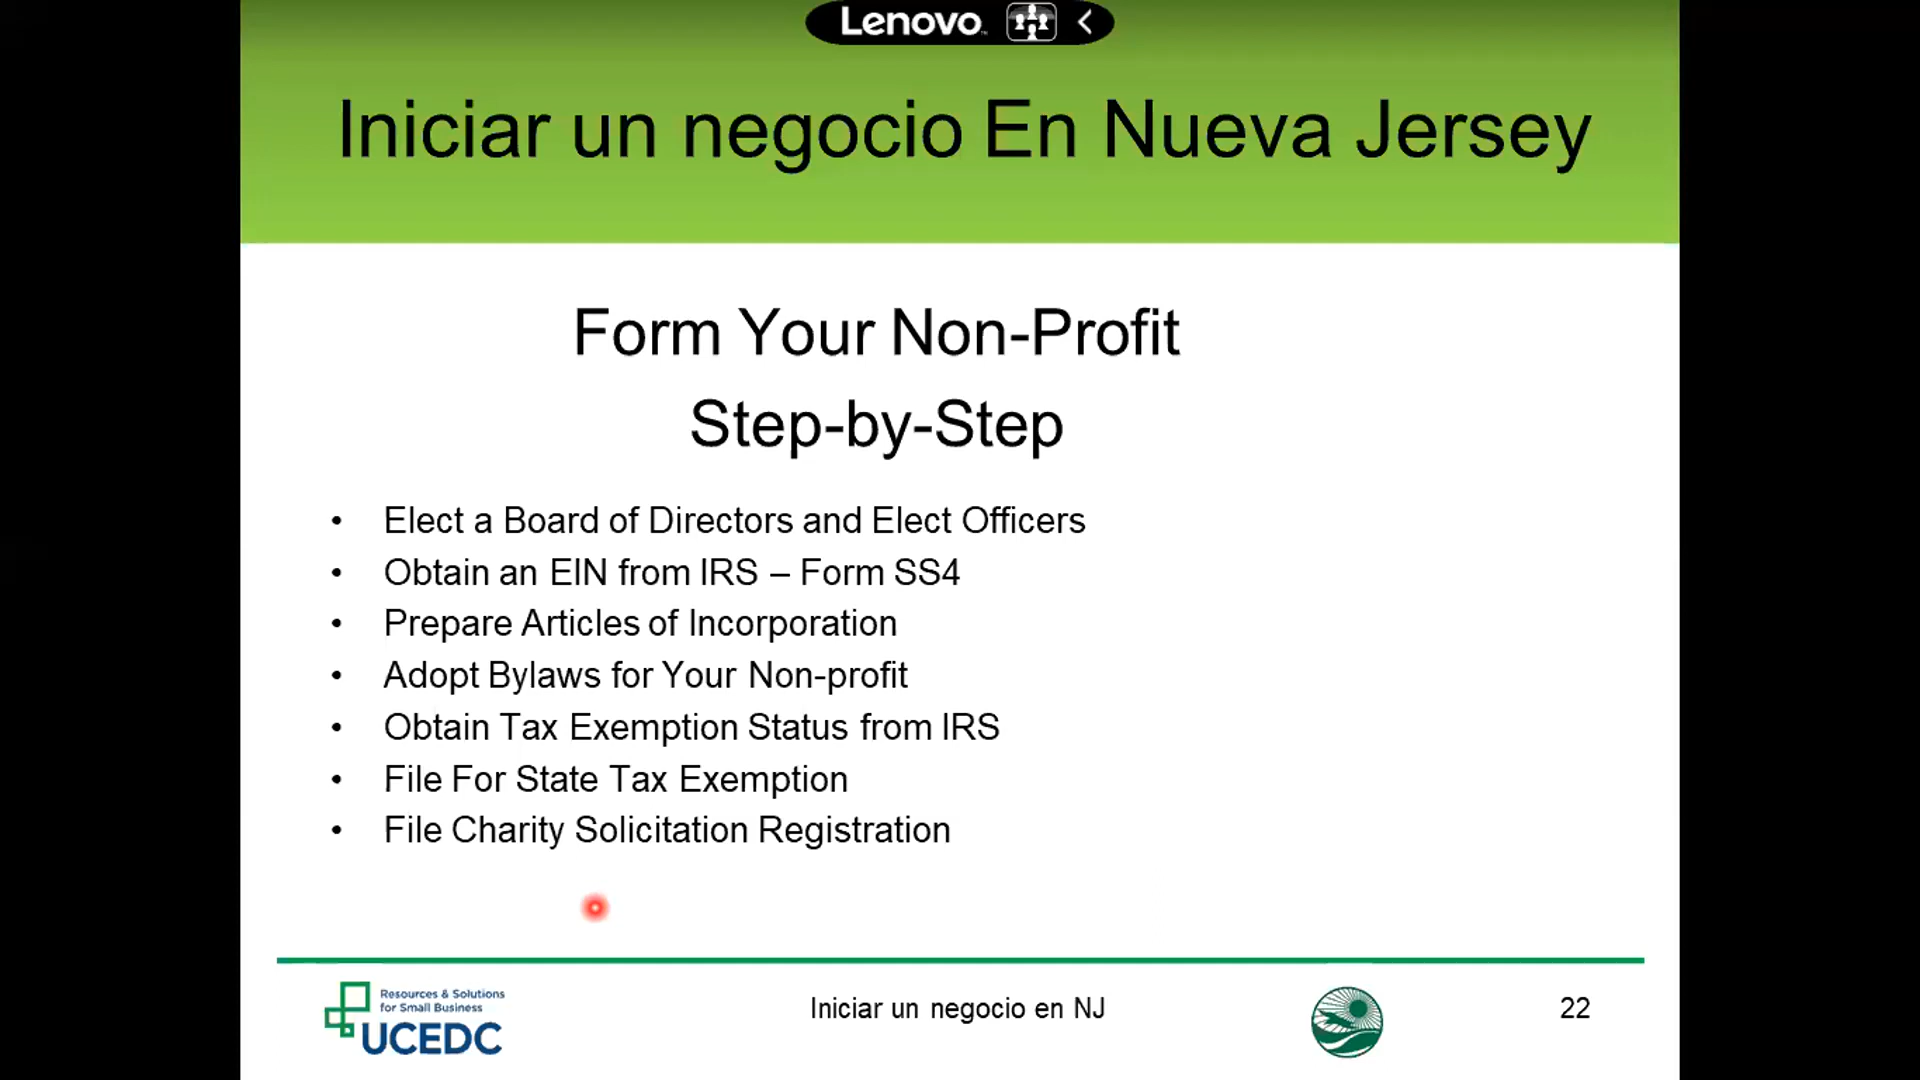 Lenovo
Iniciar un negocio En Nueva Jersey
Form Your Non-Profit
Step-by-Step
• Elect a Board of Directors and Elect Officers
• Obtain an EIN from IRS – Form SS4
• Prepare Articles of Incorporation
• Adopt Bylaws for Your Non-profit
• Obtain Tax Exemption Status from IRS
• File For State Tax Exemption
• File Charity Solicitation Registration
Resources & Solutions
for Small Business
UCEDC
Iniciar un negocio en NJ
22